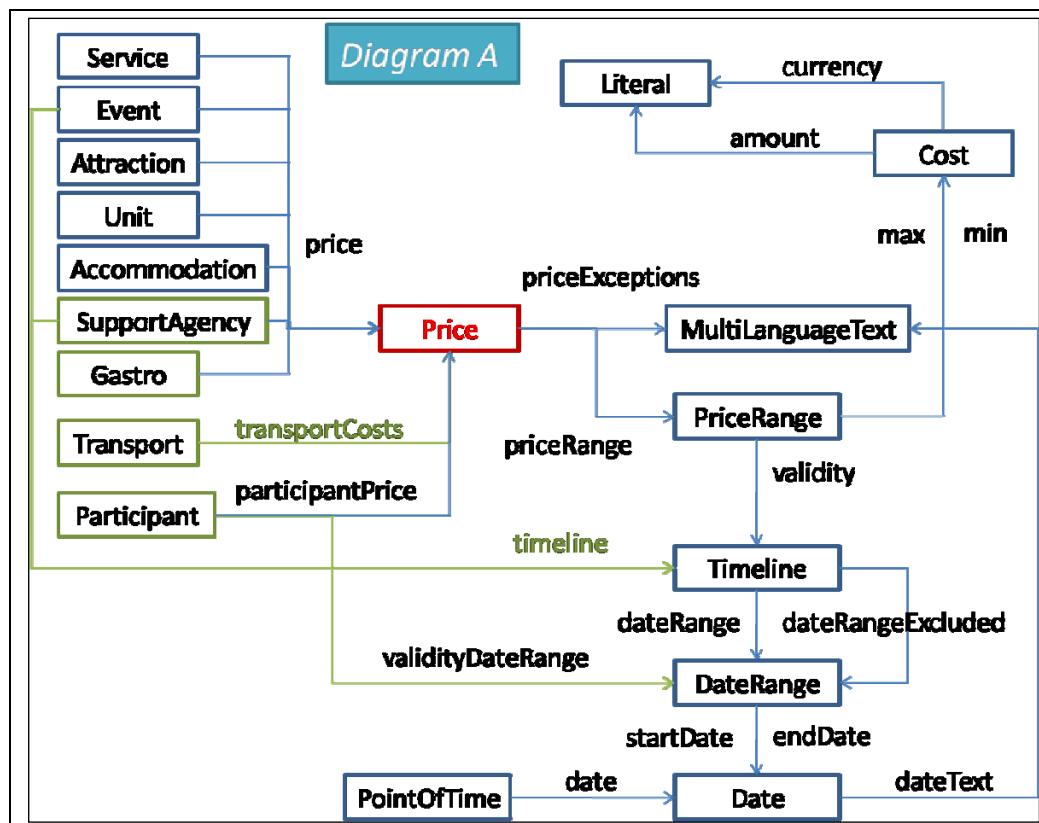 Diagram A
Service
Event
Attraction
Unit
Accommodation
SupportAgency
Gastro
Transport
Participant
price
transportCosts
participantPrice
timeline
validityDateRange
Price
priceExceptions
priceRange
Literal
currency
amount
Cost
max min
MultiLanguageText
PriceRange
validity
Timeline
dateRange dateRangeExcluded
DateRange
startDate endDate
PointOfTime date Date dateText